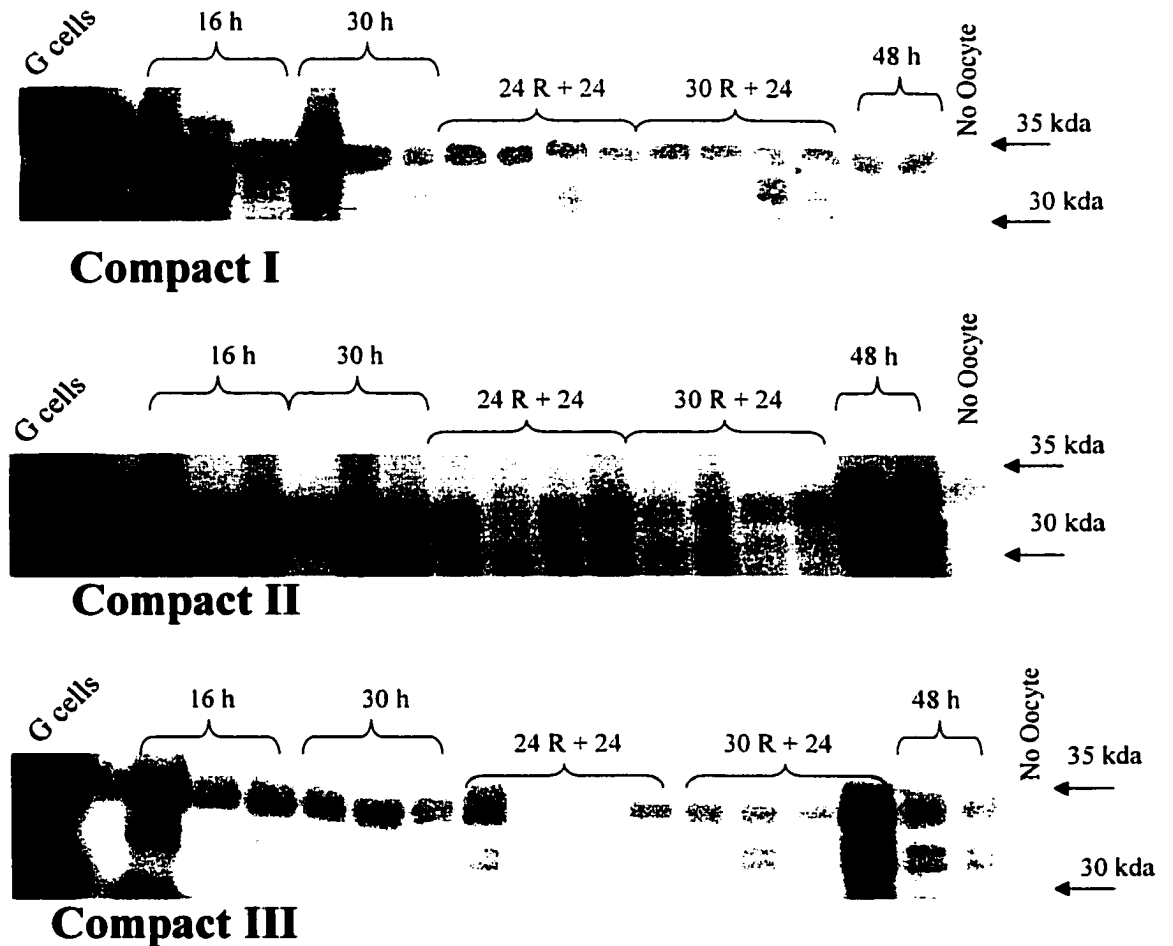 G cells
16 h
30 h
24 R + 24
30 R + 24
48 h
No Oocyte
35 kda
30 kda
Compact I
G cells
16 h
30 h
24 R + 24
30 R + 24
48 h
No Oocyte
35 kda
30 kda
Compact II
G cells
16 h
30 h
24 R + 24
30 R + 24
48 h
No Oocyte
35 kda
30 kda
Compact III